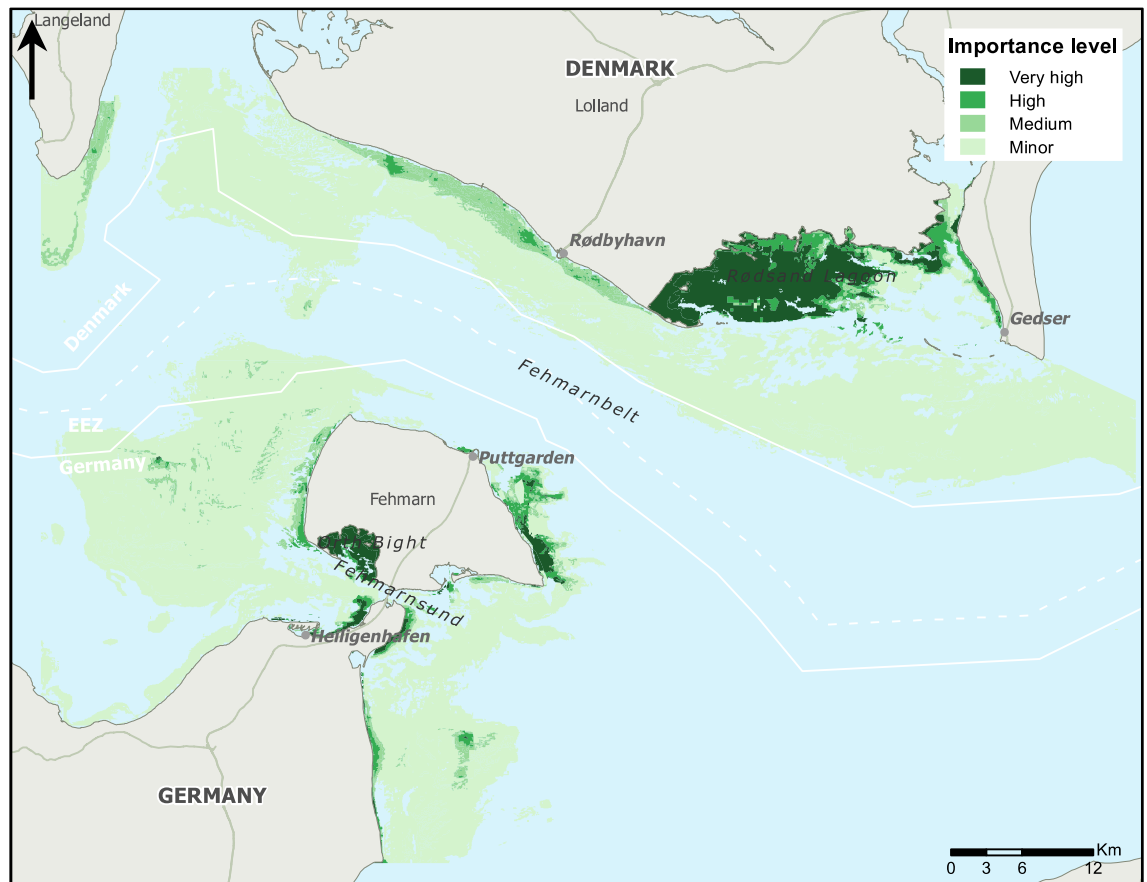 Langeland
DENMARK
Lolland
Importance level
Very high
High
Medium
Minor
Rødbyhavn
Rødsand Lagoon
Gedser
Denmark
Fehmarnbelt
EEZ
Germany
Puttgarden
Fehmarn
Orth Bight
Fehmarnsund
Heiligenhafen
GERMANY
Km
0 3 6 12